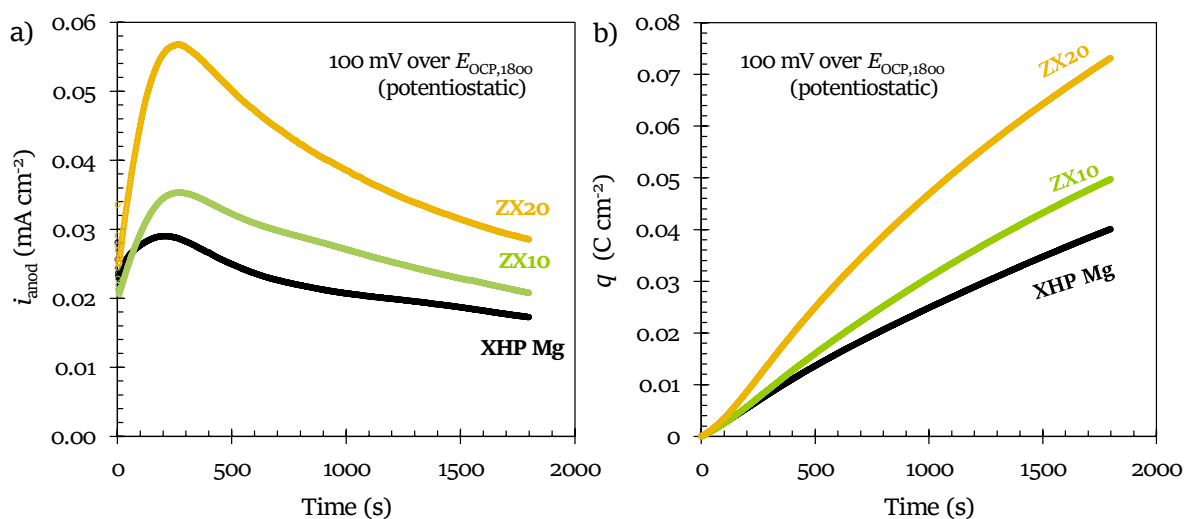 a)
100 mV over E_OCP,1800
(potentiostatic)
i_anod (mA cm⁻²)
0.06
0.05
0.04
0.03
0.02
0.01
0.00
ZX20
ZX10
XHP Mg
0
500
1000
1500
2000
Time (s)
b)
100 mV over E_OCP,1800
(potentiostatic)
q (C cm⁻²)
0.08
0.07
0.06
0.05
0.04
0.03
0.02
0.01
0
ZX20
ZX10
XHP Mg
0
500
1000
1500
2000
Time (s)